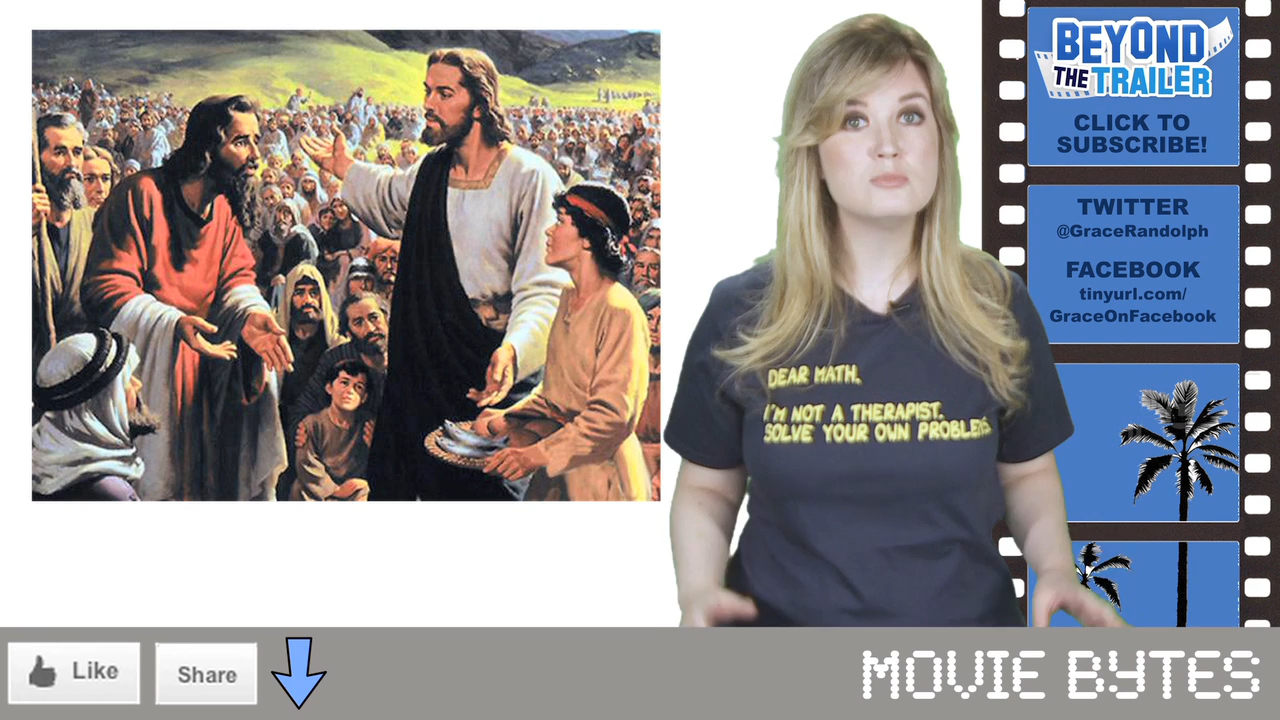 BEYOND
THE TRAILER
CLICK TO
SUBSCRIBE!
TWITTER
@GraceRandolph
FACEBOOK
tinyurl.com/
GraceOnFacebook
DEAR MATH,
I'M NOT A THERAPIST.
SOLVE YOUR OWN PROBLEMS.
Like
Share
MOVIE BYTES